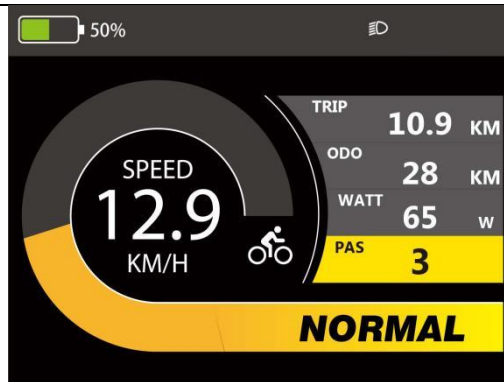 50%
SPEED
12.9
KM/H
TRIP
10.9 KM
ODO
28 KM
WATT
65 W
PAS
3
NORMAL